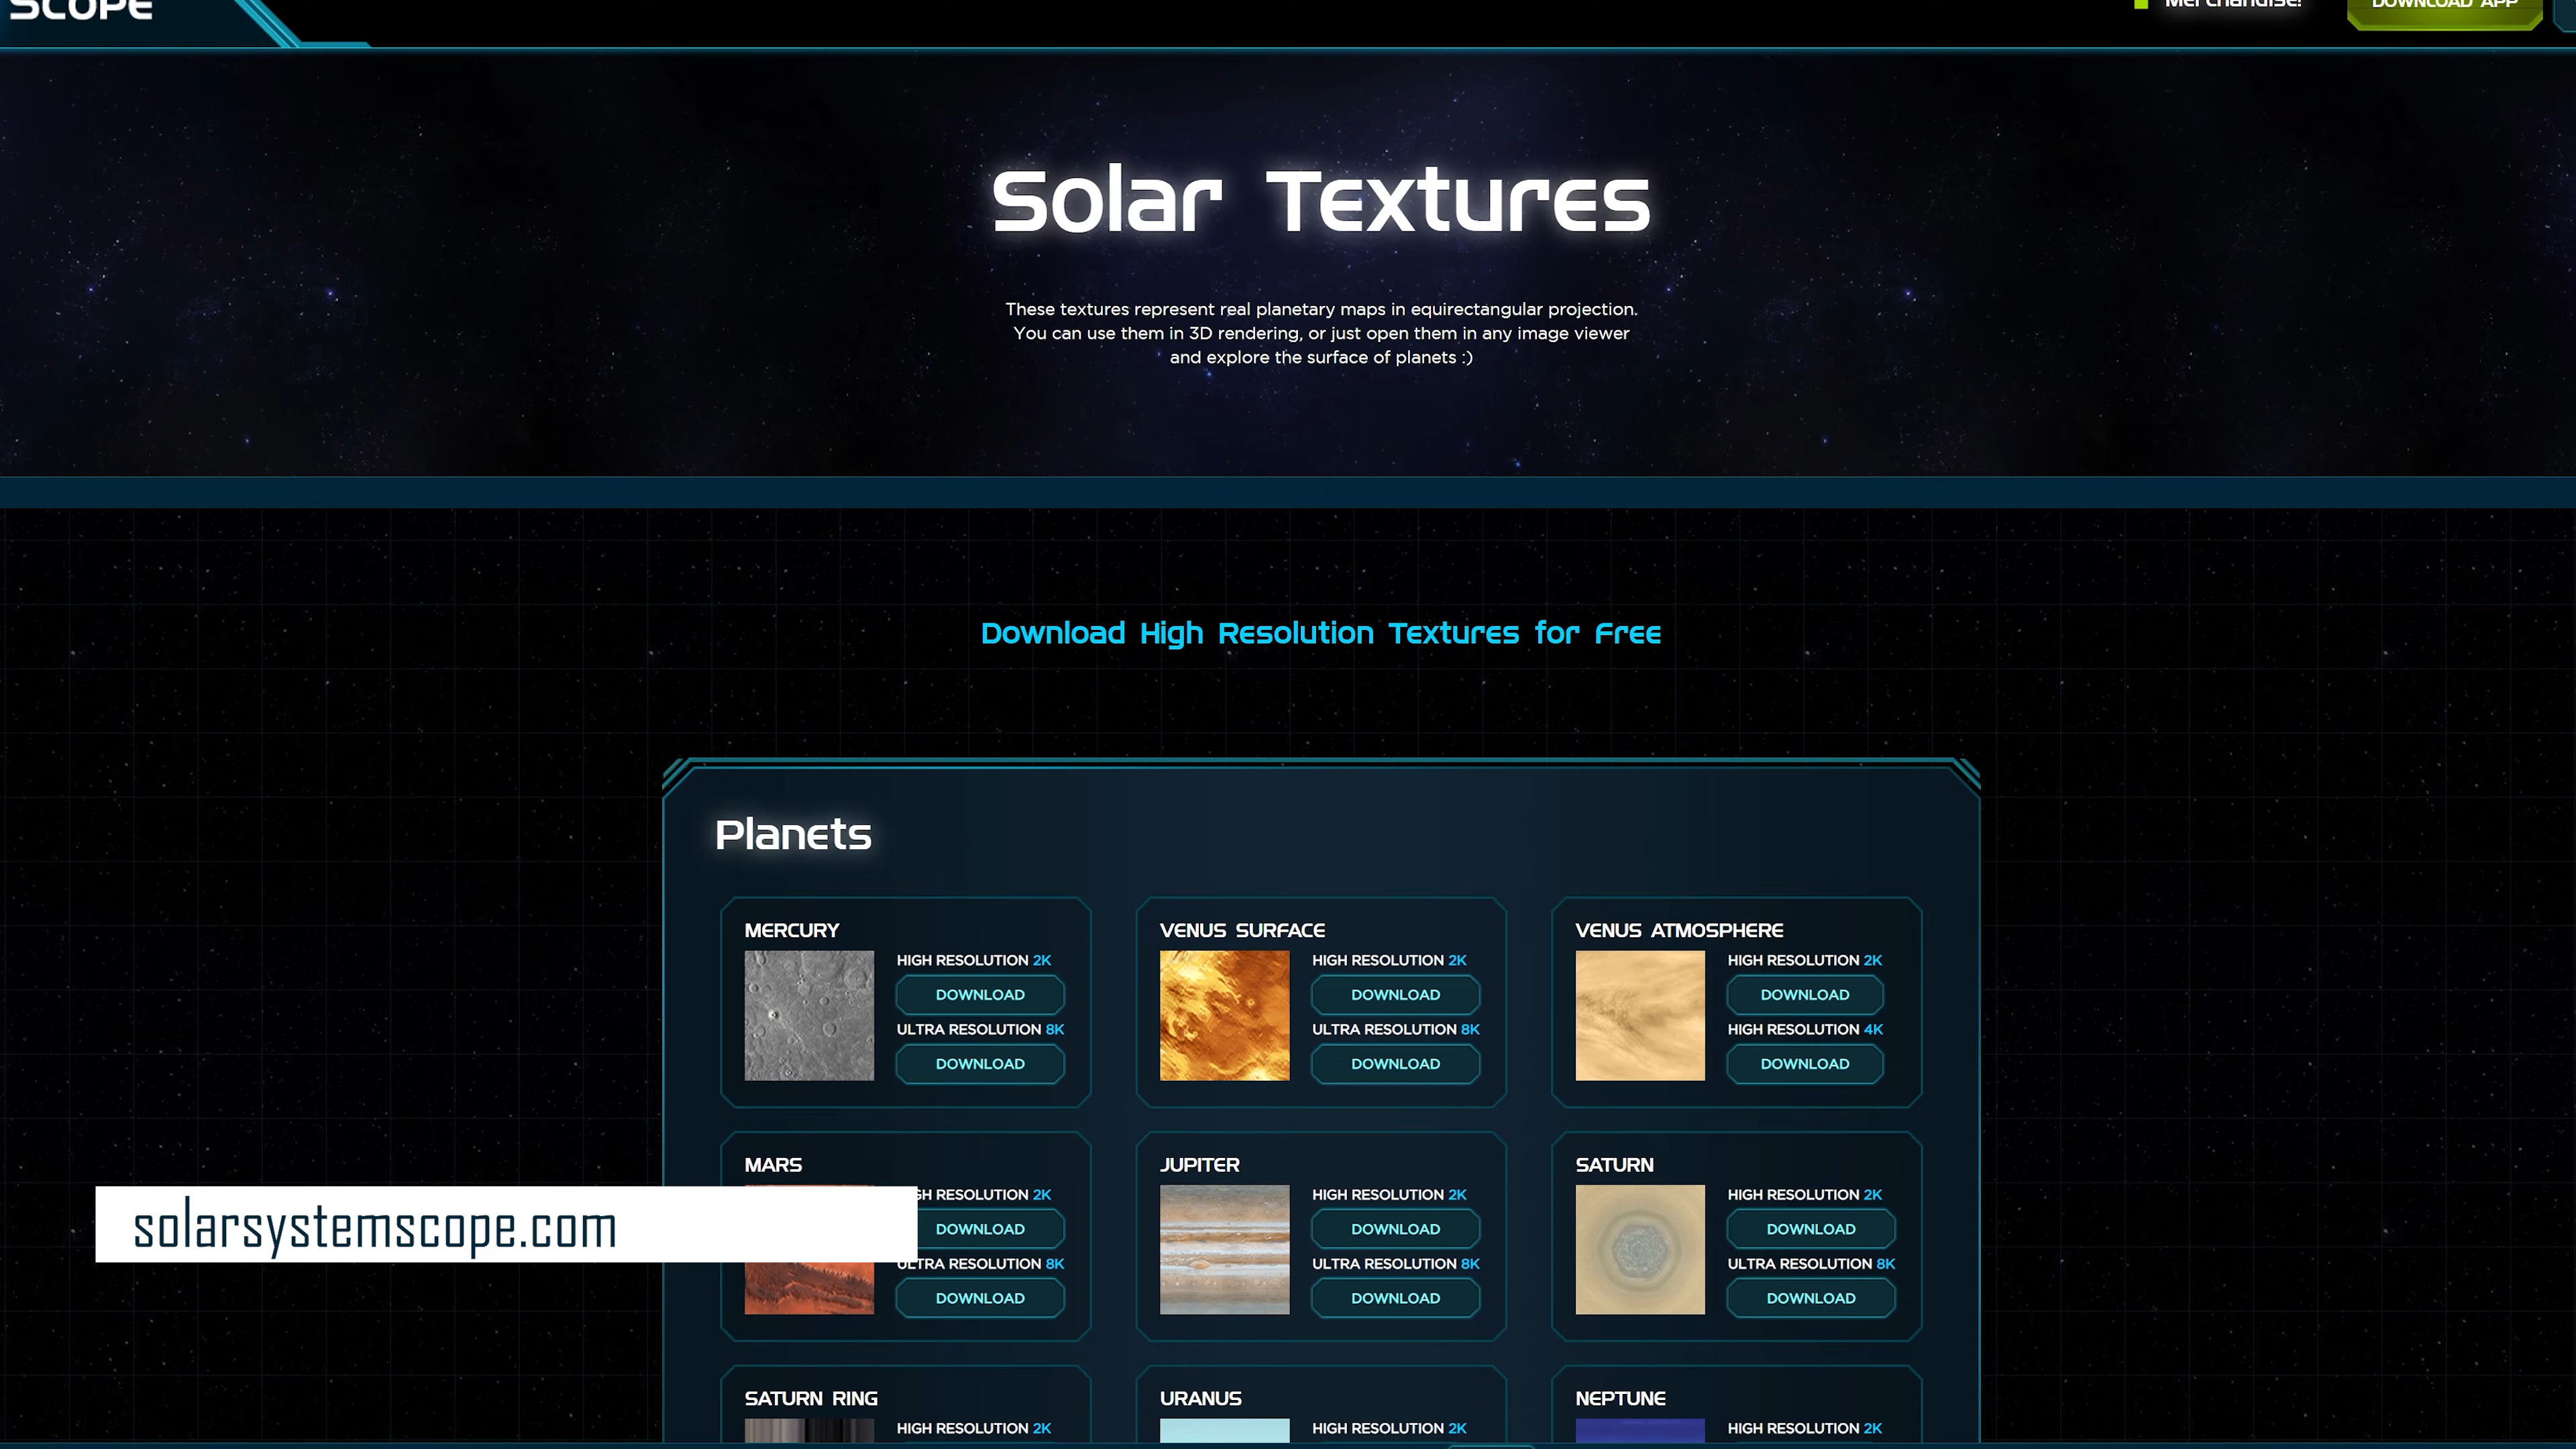 SCOPE
Merchandise!
DOWNLOAD APP
Solar Textures
These textures represent real planetary maps in equirectangular projection.
You can use them in 3D rendering, or just open them in any image viewer
and explore the surface of planets :)
Download High Resolution Textures for Free
Planets
MERCURY
HIGH RESOLUTION 2K
DOWNLOAD
ULTRA RESOLUTION 8K
DOWNLOAD
VENUS SURFACE
HIGH RESOLUTION 2K
DOWNLOAD
ULTRA RESOLUTION 8K
DOWNLOAD
VENUS ATMOSPHERE
HIGH RESOLUTION 2K
DOWNLOAD
HIGH RESOLUTION 4K
DOWNLOAD
MARS
GH RESOLUTION 2K
DOWNLOAD
ULTRA RESOLUTION 8K
DOWNLOAD
solarsystemscope.com
JUPITER
HIGH RESOLUTION 2K
DOWNLOAD
ULTRA RESOLUTION 8K
DOWNLOAD
SATURN
HIGH RESOLUTION 2K
DOWNLOAD
ULTRA RESOLUTION 8K
DOWNLOAD
SATURN RING
HIGH RESOLUTION 2K
URANUS
HIGH RESOLUTION 2K
NEPTUNE
HIGH RESOLUTION 2K